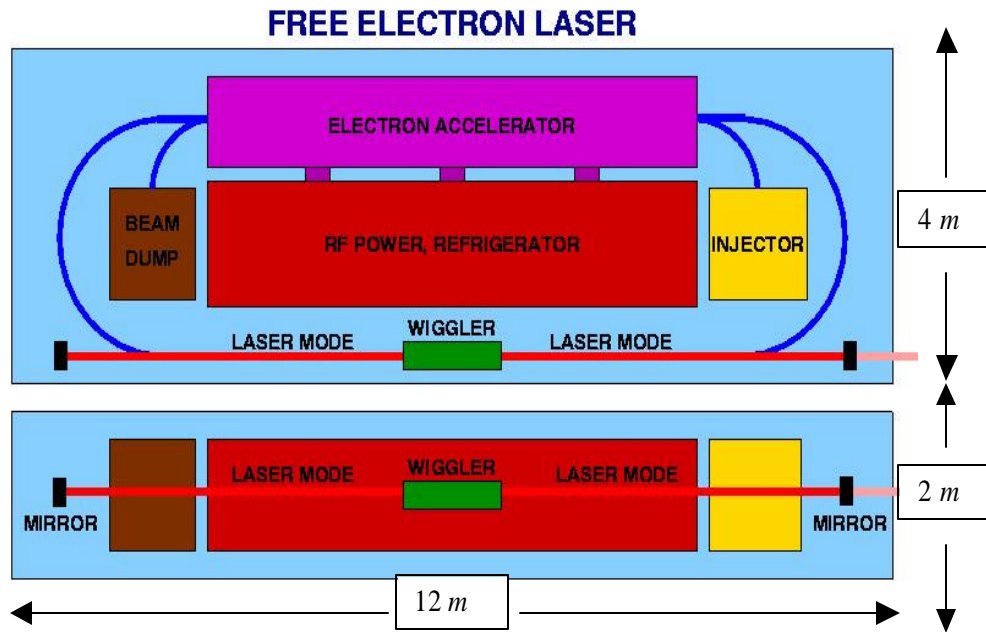 FREE ELECTRON LASER
ELECTRON ACCELERATOR
BEAM
DUMP
RF POWER, REFRIGERATOR
INJECTOR
4 m
WIGGLER
LASER MODE
LASER MODE
LASER MODE
WIGGLER
LASER MODE
2 m
MIRROR
MIRROR
12 m